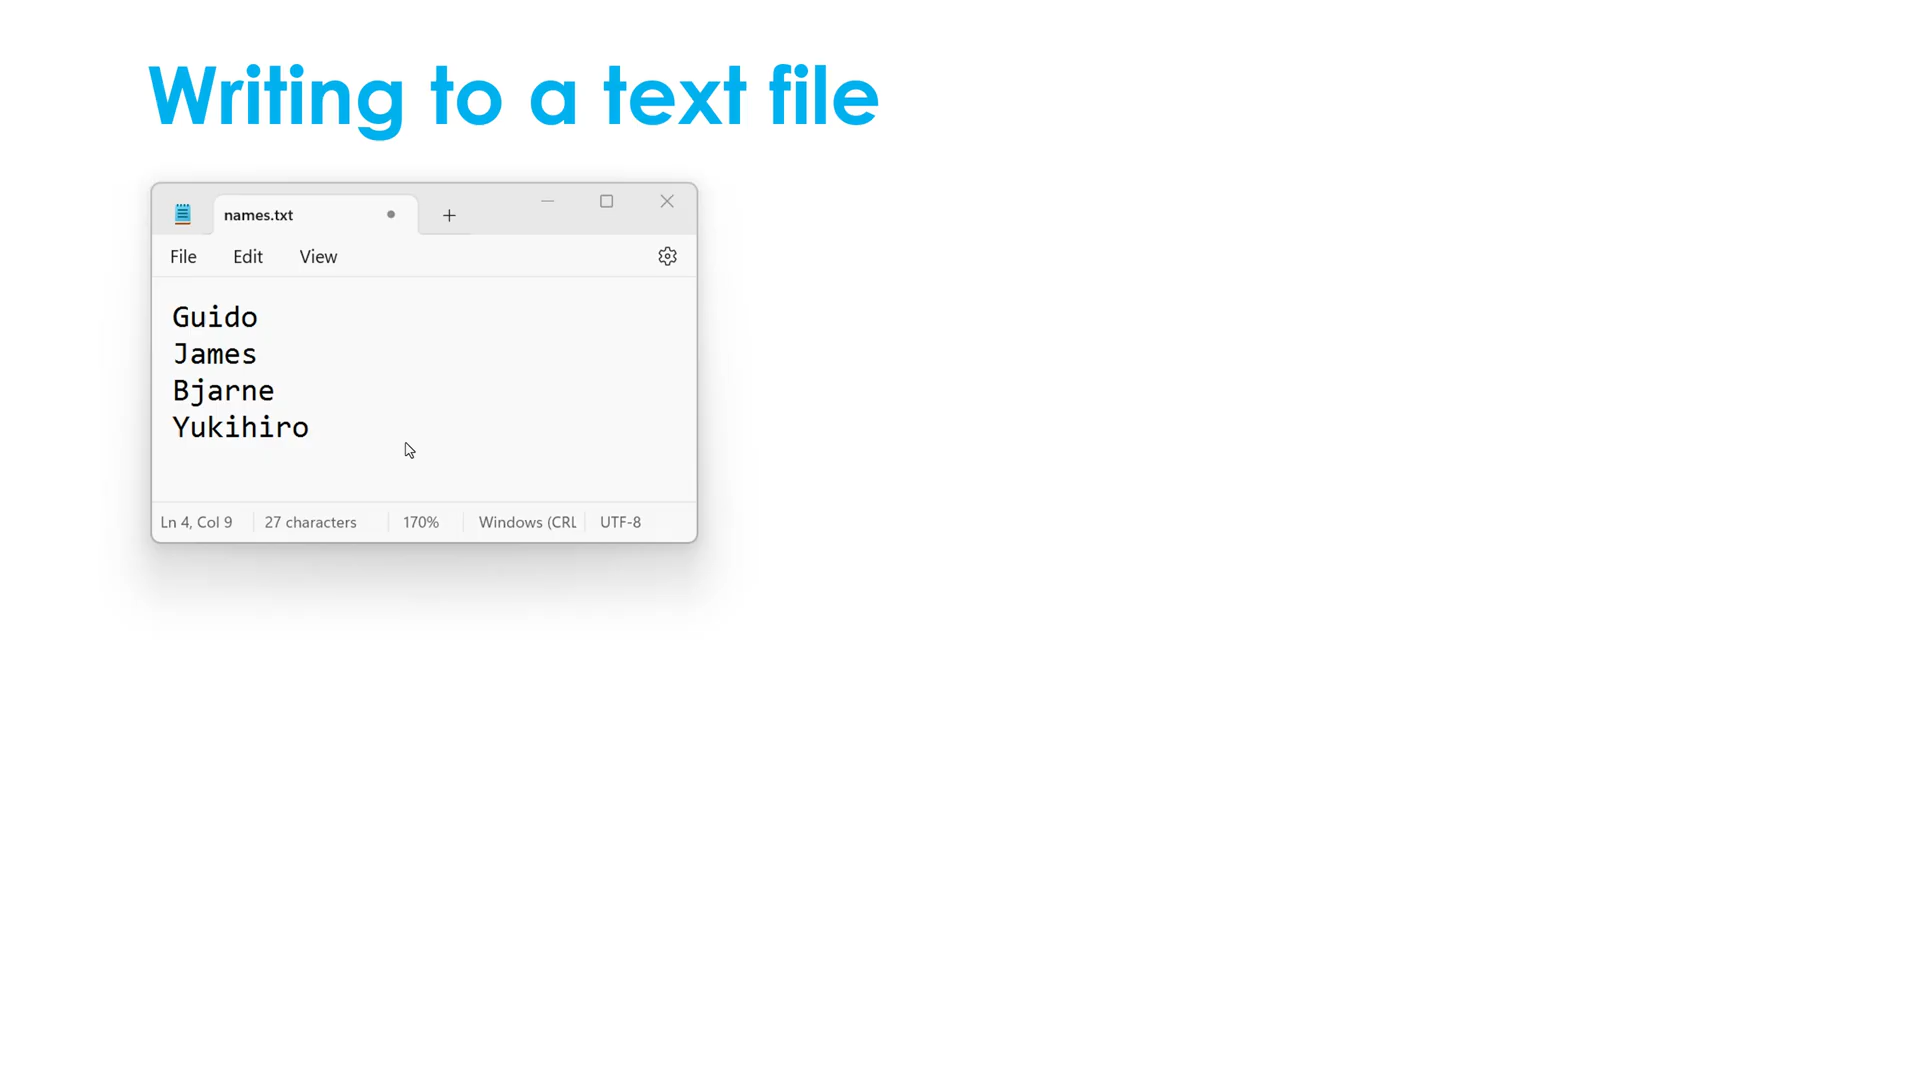 Writing to a text file
names.txt
File Edit View
Guido
James
Bjarne
Yukihiro
Ln 4, Col 9 27 characters 170% Windows (CRL UTF-8